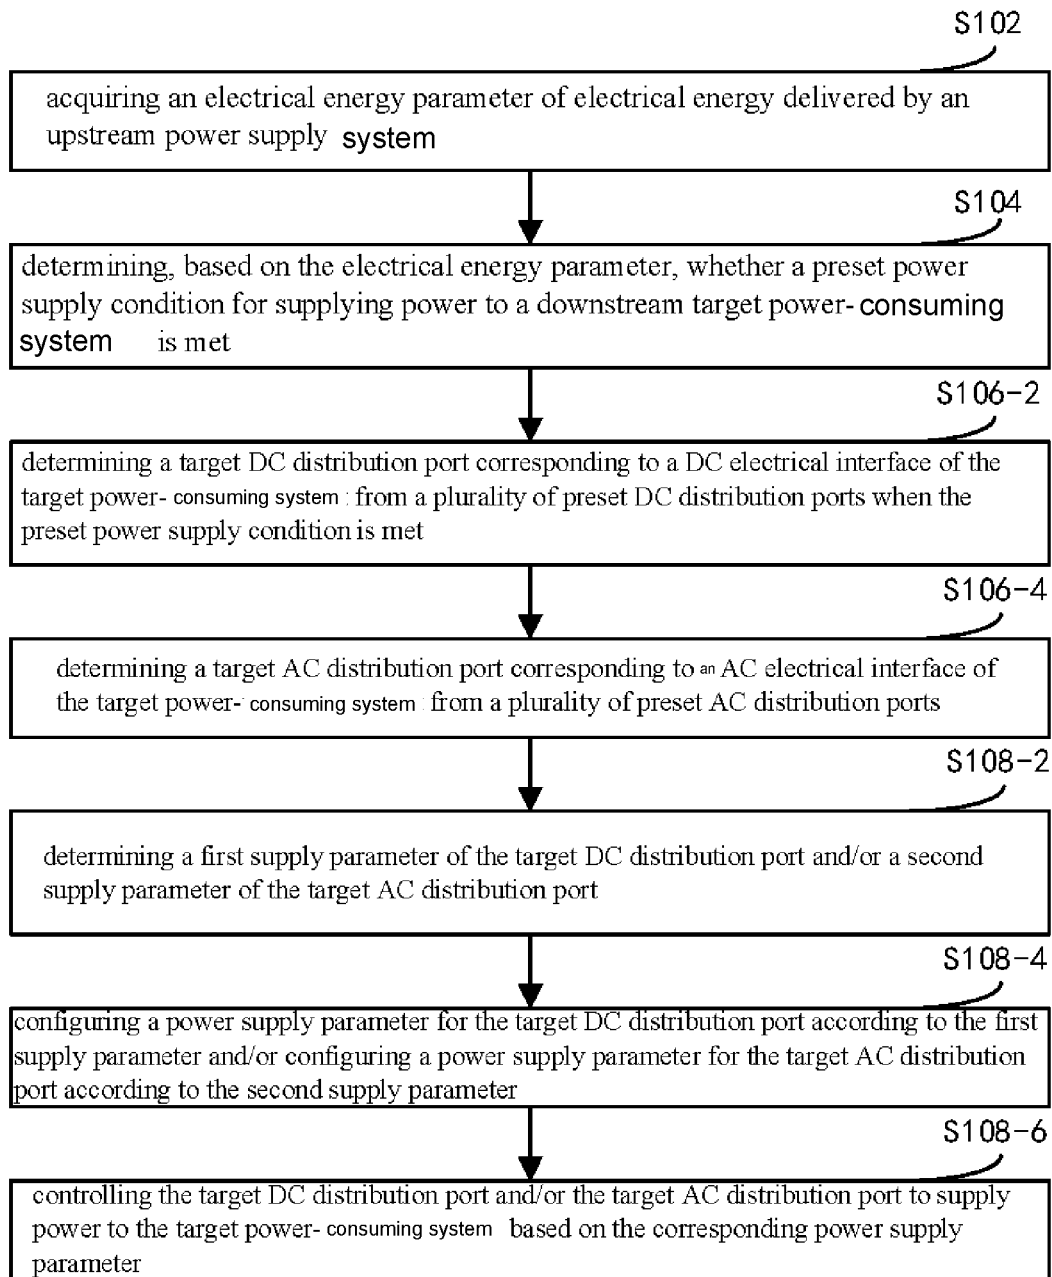 S102
acquiring an electrical energy parameter of electrical energy delivered by an
upstream power supply system
S104
determining, based on the electrical energy parameter, whether a preset power
supply condition for supplying power to a downstream target power- consuming
system is met
S106-2
determining a target DC distribution port corresponding to a DC electrical interface of the
target power- consuming system from a plurality of preset DC distribution ports when the
preset power supply condition is met
S106-4
determining a target AC distribution port corresponding to an AC electrical interface of
the target power- consuming system from a plurality of preset AC distribution ports
S108-2
determining a first supply parameter of the target DC distribution port and/or a second
supply parameter of the target AC distribution port
S108-4
configuring a power supply parameter for the target DC distribution port according to the first
supply parameter and/or configuring a power supply parameter for the target AC distribution
port according to the second supply parameter
S108-6
controlling the target DC distribution port and/or the target AC distribution port to supply
power to the target power- consuming system based on the corresponding power supply
parameter